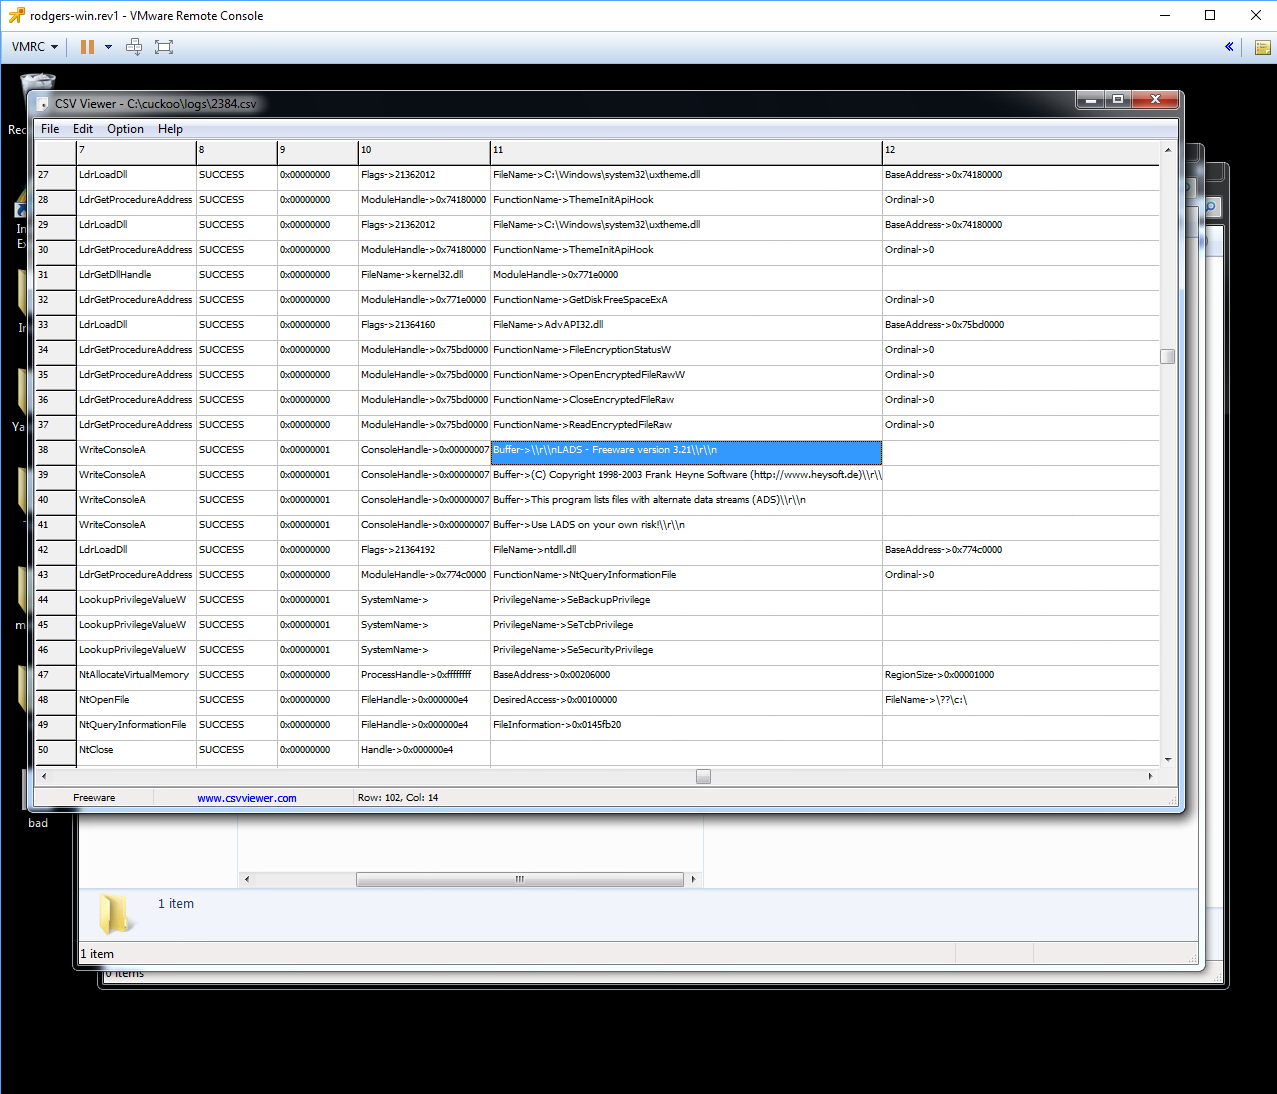 rodgers-win.rev1 - VMware Remote Console
VMRC
CSV Viewer - C:\cuckoo\logs\2384.csv
File Edit Option Help
7 8 9 10 11 12
27 LdrLoadDll SUCCESS 0x00000000 Flags->21362012 FileName->C:\Windows\system32\uxtheme.dll BaseAddress->0x74180000
28 LdrGetProcedureAddress SUCCESS 0x00000000 ModuleHandle->0x74180000 FunctionName->ThemeInitApiHook Ordinal->0
29 LdrLoadDll SUCCESS 0x00000000 Flags->21362012 FileName->C:\Windows\system32\uxtheme.dll BaseAddress->0x74180000
30 LdrGetProcedureAddress SUCCESS 0x00000000 ModuleHandle->0x74180000 FunctionName->ThemeInitApiHook Ordinal->0
31 LdrGetDllHandle SUCCESS 0x00000000 FileName->kernel32.dll ModuleHandle->0x771e0000
32 LdrGetProcedureAddress SUCCESS 0x00000000 ModuleHandle->0x771e0000 FunctionName->GetDiskFreeSpaceExA Ordinal->0
33 LdrLoadDll SUCCESS 0x00000000 Flags->21364160 FileName->AdvAPI32.dll BaseAddress->0x75bd0000
34 LdrGetProcedureAddress SUCCESS 0x00000000 ModuleHandle->0x75bd0000 FunctionName->FileEncryptionStatusW Ordinal->0
35 LdrGetProcedureAddress SUCCESS 0x00000000 ModuleHandle->0x75bd0000 FunctionName->OpenEncryptedFileRawW Ordinal->0
36 LdrGetProcedureAddress SUCCESS 0x00000000 ModuleHandle->0x75bd0000 FunctionName->CloseEncryptedFileRaw Ordinal->0
37 LdrGetProcedureAddress SUCCESS 0x00000000 ModuleHandle->0x75bd0000 FunctionName->ReadEncryptedFileRaw Ordinal->0
38 WriteConsoleA SUCCESS 0x00000001 ConsoleHandle->0x00000007 Buffer->\\r\\nLADS - Freeware version 3.21\\r\\n
39 WriteConsoleA SUCCESS 0x00000001 ConsoleHandle->0x00000007 Buffer->(C) Copyright 1998-2003 Frank Heyne Software (http://www.heysoft.de)\\r\\
40 WriteConsoleA SUCCESS 0x00000001 ConsoleHandle->0x00000007 Buffer->This program lists files with alternate data streams (ADS)\\r\\n
41 WriteConsoleA SUCCESS 0x00000001 ConsoleHandle->0x00000007 Buffer->Use LADS on your own risk!\\r\\n
42 LdrLoadDll SUCCESS 0x00000000 Flags->21364192 FileName->ntdll.dll BaseAddress->0x774c0000
43 LdrGetProcedureAddress SUCCESS 0x00000000 ModuleHandle->0x774c0000 FunctionName->NtQueryInformationFile Ordinal->0
44 LookupPrivilegeValueW SUCCESS 0x00000001 SystemName-> PrivilegeName->SeBackupPrivilege
45 LookupPrivilegeValueW SUCCESS 0x00000001 SystemName-> PrivilegeName->SeTcbPrivilege
46 LookupPrivilegeValueW SUCCESS 0x00000001 SystemName-> PrivilegeName->SeSecurityPrivilege
47 NtAllocateVirtualMemory SUCCESS 0x00000000 ProcessHandle->0xffffffff BaseAddress->0x00206000 RegionSize->0x00001000
48 NtOpenFile SUCCESS 0x00000000 FileHandle->0x000000e4 DesiredAccess->0x00100000 FileName->\??\c:\
49 NtQueryInformationFile SUCCESS 0x00000000 FileHandle->0x000000e4 FileInformation->0x0145fb20
50 NtClose SUCCESS 0x00000000 Handle->0x000000e4
Freeware www.csvviewer.com Row: 102, Col: 14
bad
1 item
1 item
0 items